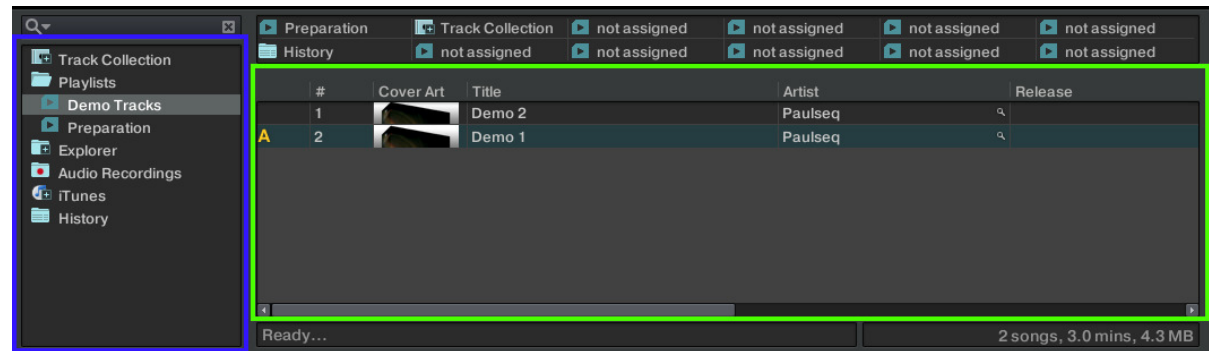 Preparation Track Collection not assigned not assigned not assigned not assigned
History not assigned not assigned not assigned not assigned not assigned
Track Collection
Playlists
Demo Tracks
Preparation
Explorer
Audio Recordings
iTunes
History
# Cover Art Title Artist Release
1 Demo 2 Paulseq
A 2 Demo 1 Paulseq
Ready... 2 songs, 3.0 mins, 4.3 MB